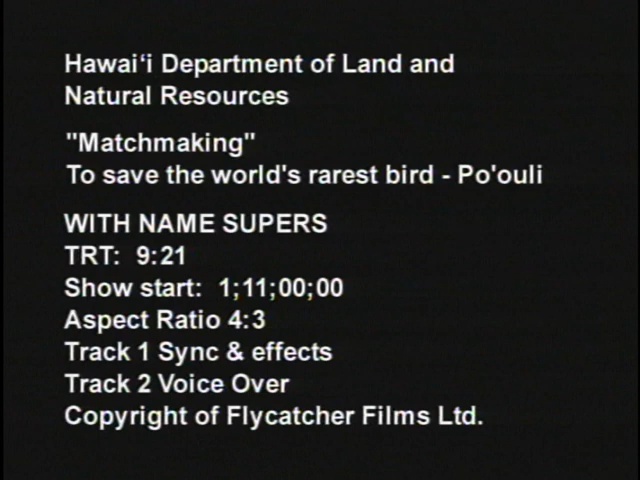 Hawai‘i Department of Land and
Natural Resources
"Matchmaking"
To save the world's rarest bird - Po'ouli
WITH NAME SUPERS
TRT:  9:21
Show start:  1;11;00;00
Aspect Ratio 4:3
Track 1 Sync & effects
Track 2 Voice Over
Copyright of Flycatcher Films Ltd.